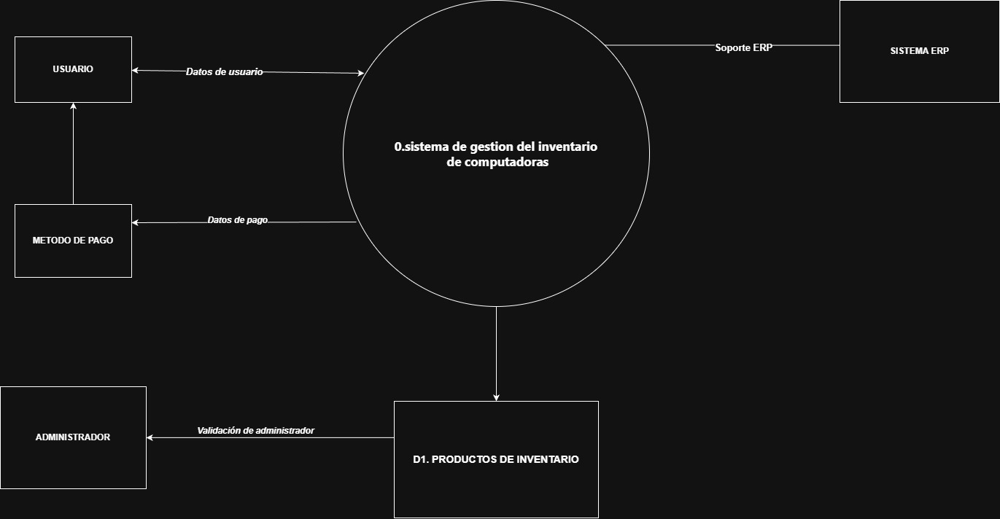 USUARIO
Datos de usuario
Soporte ERP
SISTEMA ERP
0.sistema de gestion del inventario
de computadoras
METODO DE PAGO
Datos de pago
ADMINISTRADOR
Validación de administrador
D1. PRODUCTOS DE INVENTARIO